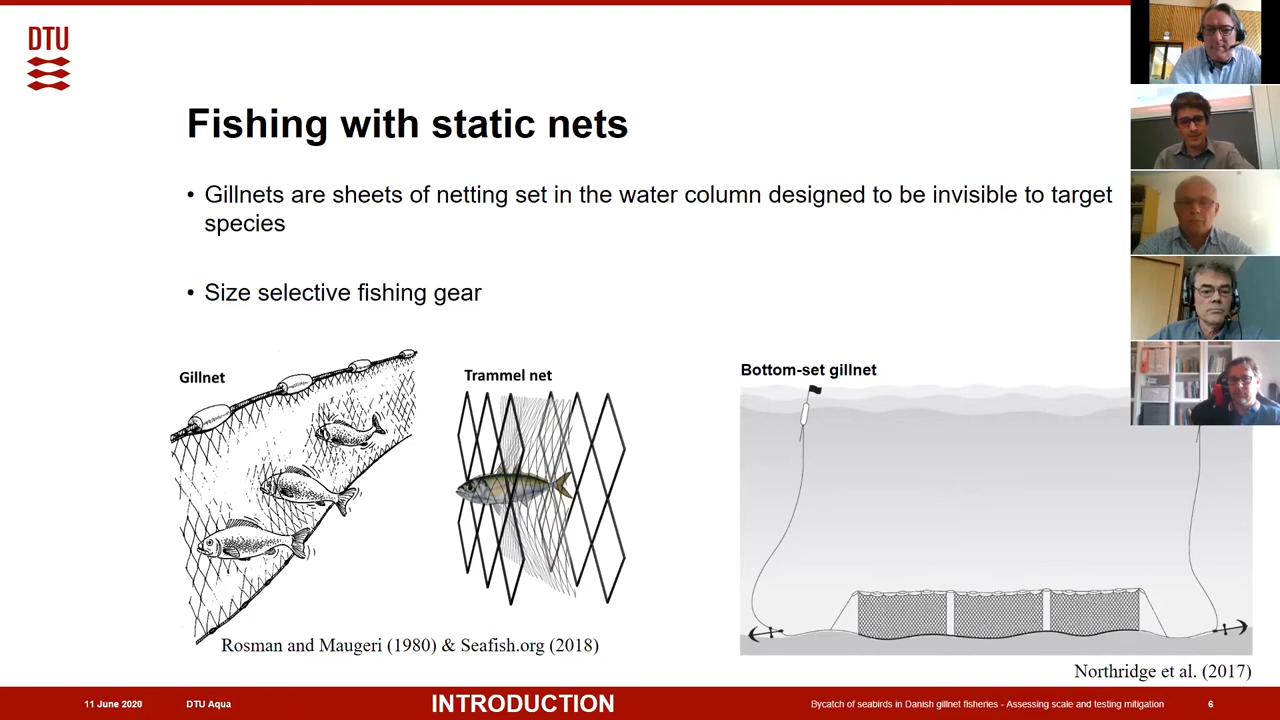 DTU
Fishing with static nets
• Gillnets are sheets of netting set in the water column designed to be invisible to target
species
• Size selective fishing gear
Gillnet
Trammel net
Bottom-set gillnet
Rosman and Maugeri (1980) & Seafish.org (2018)
Northridge et al. (2017)
11 June 2020
DTU Aqua
INTRODUCTION
Bycatch of seabirds in Danish gillnet fisheries - Assessing scale and testing mitigation
6